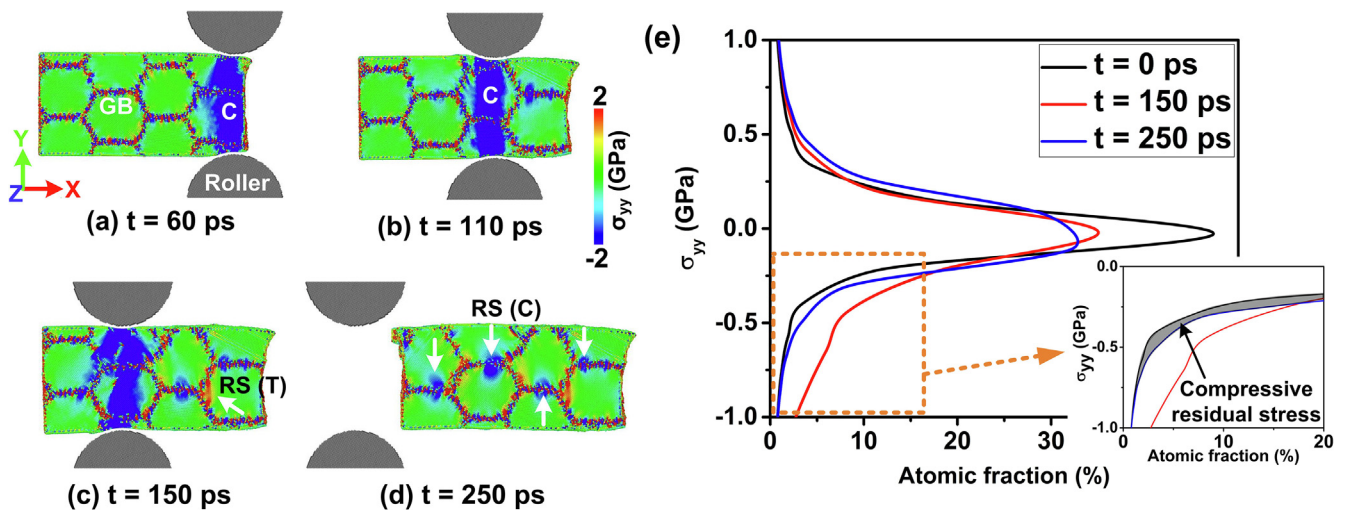 GB
C
Roller
Y
Z
X
(a) t = 60 ps
C
(b) t = 110 ps
2
σyy (GPa)
-2
RS (T)
(c) t = 150 ps
RS (C)
(d) t = 250 ps
(e)
t = 0 ps
t = 150 ps
t = 250 ps
1.0
0.5
0.0
-0.5
-1.0
σyy (GPa)
0
10
20
30
Atomic fraction (%)
0.0
-0.5
-1.0
σyy (GPa)
Compressive
residual stress
0
5
10
15
20
Atomic fraction (%)